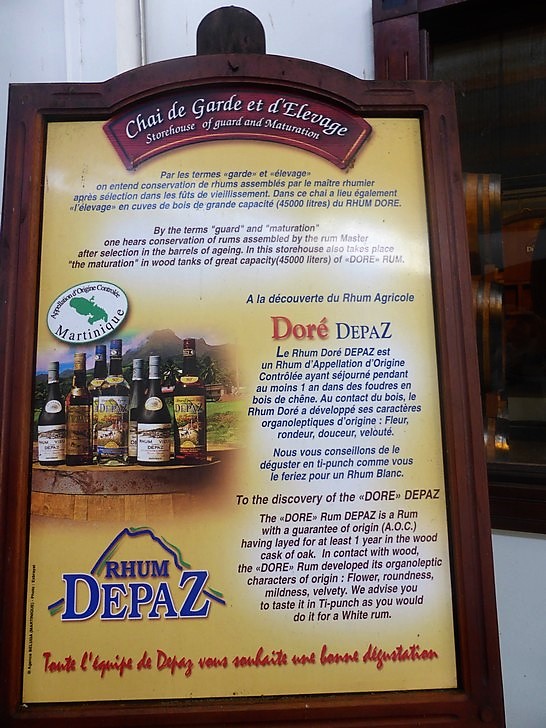 Chai de Garde et d'Elevage
Storehouse of guard and Maturation
Par les termes «garde» et «élevage»
on entend conservation de rhums assemblés par le maître rhumier
après sélection dans les fûts de vieillissement. Dans ce chai a lieu également
«l'élevage» en cuves de bois de grande capacité (45000 litres) du RHUM DORE.
By the terms "guard" and "maturation"
one hears conservation of rums assembled by the rum Master
after selection in the barrels of ageing. In this storehouse also takes place
"the maturation" in wood tanks of great capacity(45000 liters) of «DORE» RUM.
Appellation d'Origine Contrôlée
Martinique
A la découverte du Rhum Agricole
Doré DEPAZ
Le Rhum Doré DEPAZ est
un Rhum d'Appellation d'Origine
Contrôlée ayant séjourné pendant
au moins 1 an dans des foudres en
bois de chêne. Au contact du bois, le
Rhum Doré a développé ses caractères
organoleptiques d'origine : Fleur,
rondeur, douceur, velouté.
Nous vous conseillons de le
déguster en ti-punch comme vous
le feriez pour un Rhum Blanc.
To the discovery of the «DORE» DEPAZ
The «DORE» Rum DEPAZ is a Rum
with a guarantee of origin (A.O.C.)
having layed for at least 1 year in the wood
cask of oak. In contact with wood,
the «DORE» Rum developed its organoleptic
characters of origin : Flower, roundness,
mildness, velvety. We advise you
to taste it in Ti-punch as you would
do it for a White rum.
RHUM
DEPAZ
Toute l'équipe de Depaz vous souhaite une bonne dégustation